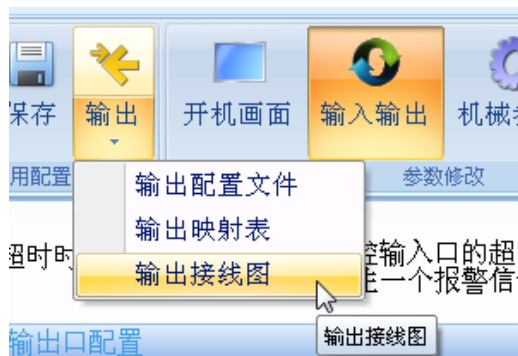 保存
输出
开机画面
输入输出
机械
用配置
参数修改
输出配置文件
输出映射表
输出接线图
超时时
控输入口的超
生一个报警信
输出接线图
输出口配置